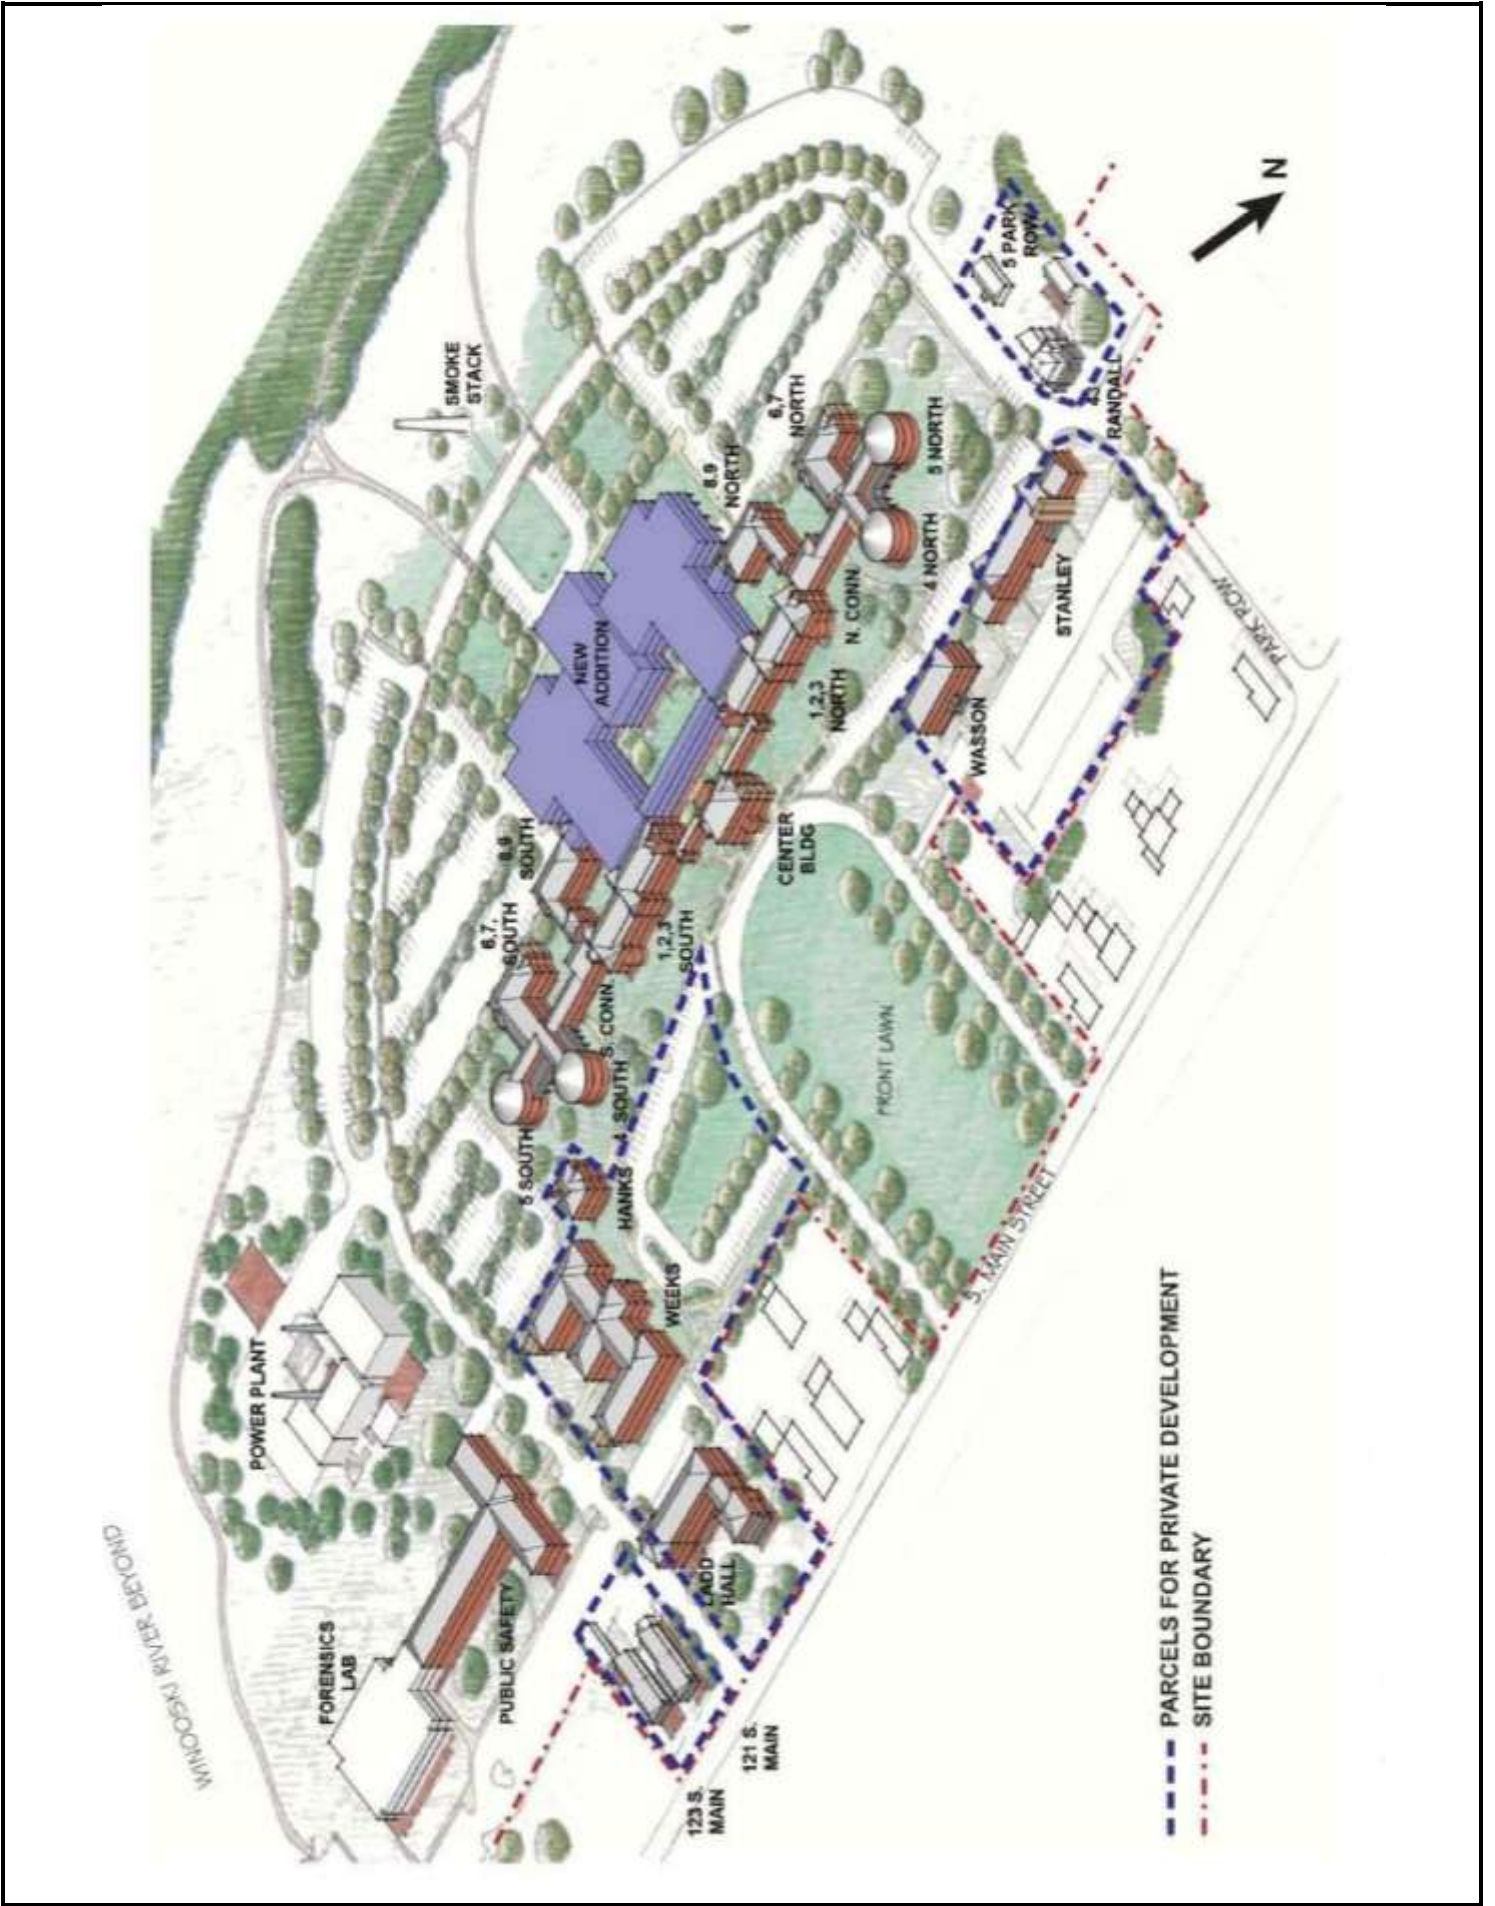 WINOOSKI RIVER BEYOND
FORENSICS
LAB
POWER PLANT
PUBLIC SAFETY
123 S.
MAIN
121 S.
MAIN
LADD
HALL
WEEKS
HANKS
5 SOUTH
4 SOUTH
S. CONN.
6,7,
SOUTH
8,9
SOUTH
1,2,3
SOUTH
NEW
ADDITION
CENTER
BLDG
FRONT LAWN
S. MAIN STREET
SMOKE
STACK
8,9
NORTH
6,7
NORTH
5 NORTH
4 NORTH
N. CONN.
1,2,3
NORTH
WASSON
STANLEY
RANDALL
5 PARK
ROW
PARK ROW
N
PARCELS FOR PRIVATE DEVELOPMENT
SITE BOUNDARY